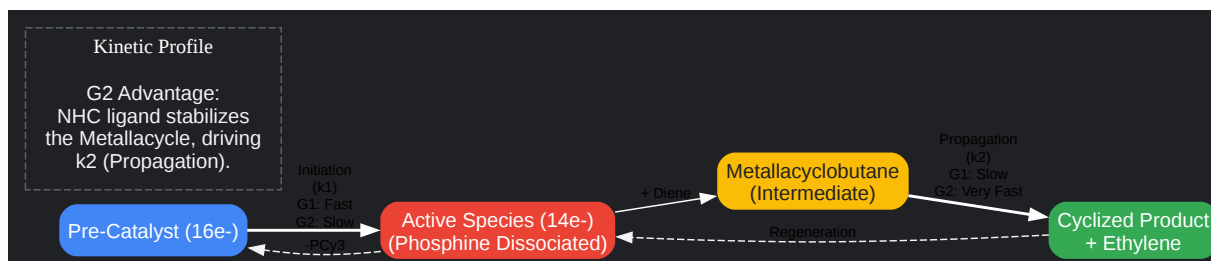 Kinetic Profile
G2 Advantage:
NHC ligand stabilizes
the Metallacycle, driving
k2 (Propagation).
Initiation
(k1)
G1: Fast
G2: Slow
-PCy3
Pre-Catalyst (16e-)
Active Species (14e-)
(Phosphine Dissociated)
+ Diene
Metallacyclobutane
(Intermediate)
Propagation
(k2)
G1: Slow
G2: Very Fast
Regeneration
Cyclized Product
+ Ethylene